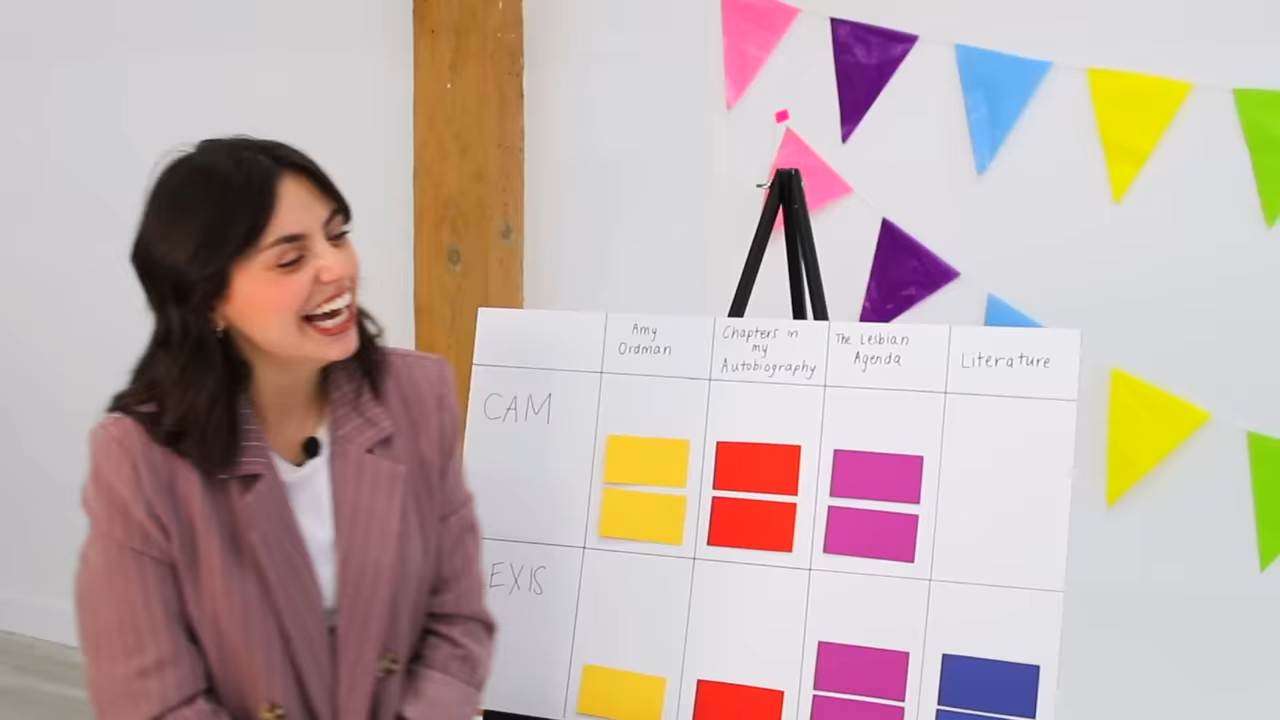 Amy
Ordman
Chapters in
my
Autobiography
The Lesbian
Agenda
Literature
CAM
EXIS